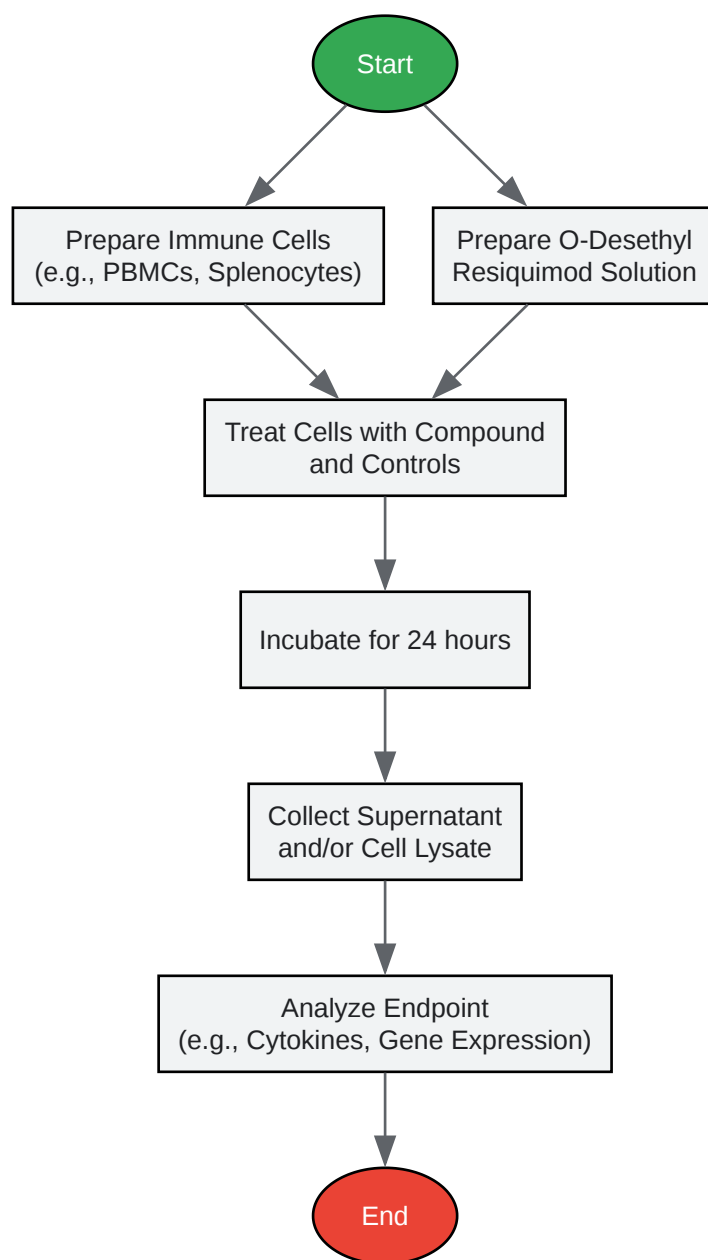 Start
Prepare Immune Cells
(e.g., PBMCs, Splenocytes)
Prepare O-Desethyl
Resiquimod Solution
Treat Cells with Compound
and Controls
Incubate for 24 hours
Collect Supernatant
and/or Cell Lysate
Analyze Endpoint
(e.g., Cytokines, Gene Expression)
End